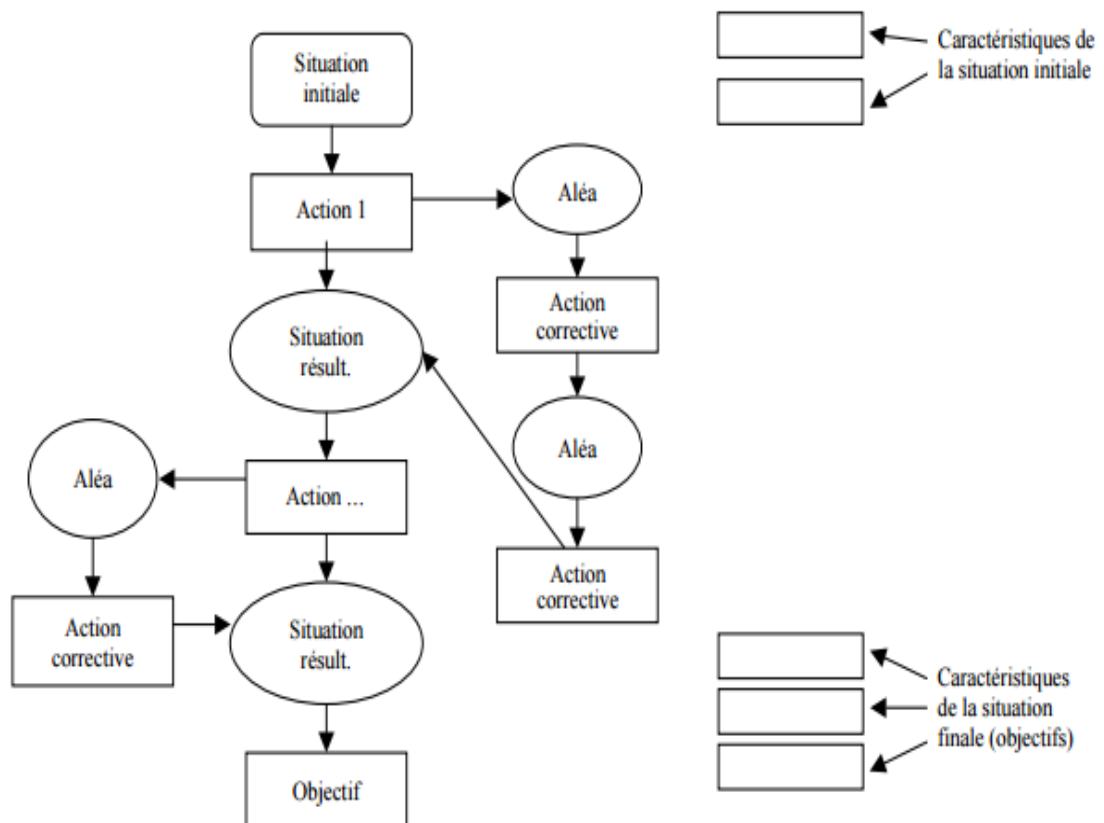 Situation
initiale
Caractéristiques de
la situation initiale
Action 1
Aléa
Action
corrective
Situation
résult.
Aléa
Aléa
Action ...
Action
corrective
Action
corrective
Situation
résult.
Caractéristiques
de la situation
finale (objectifs)
Objectif